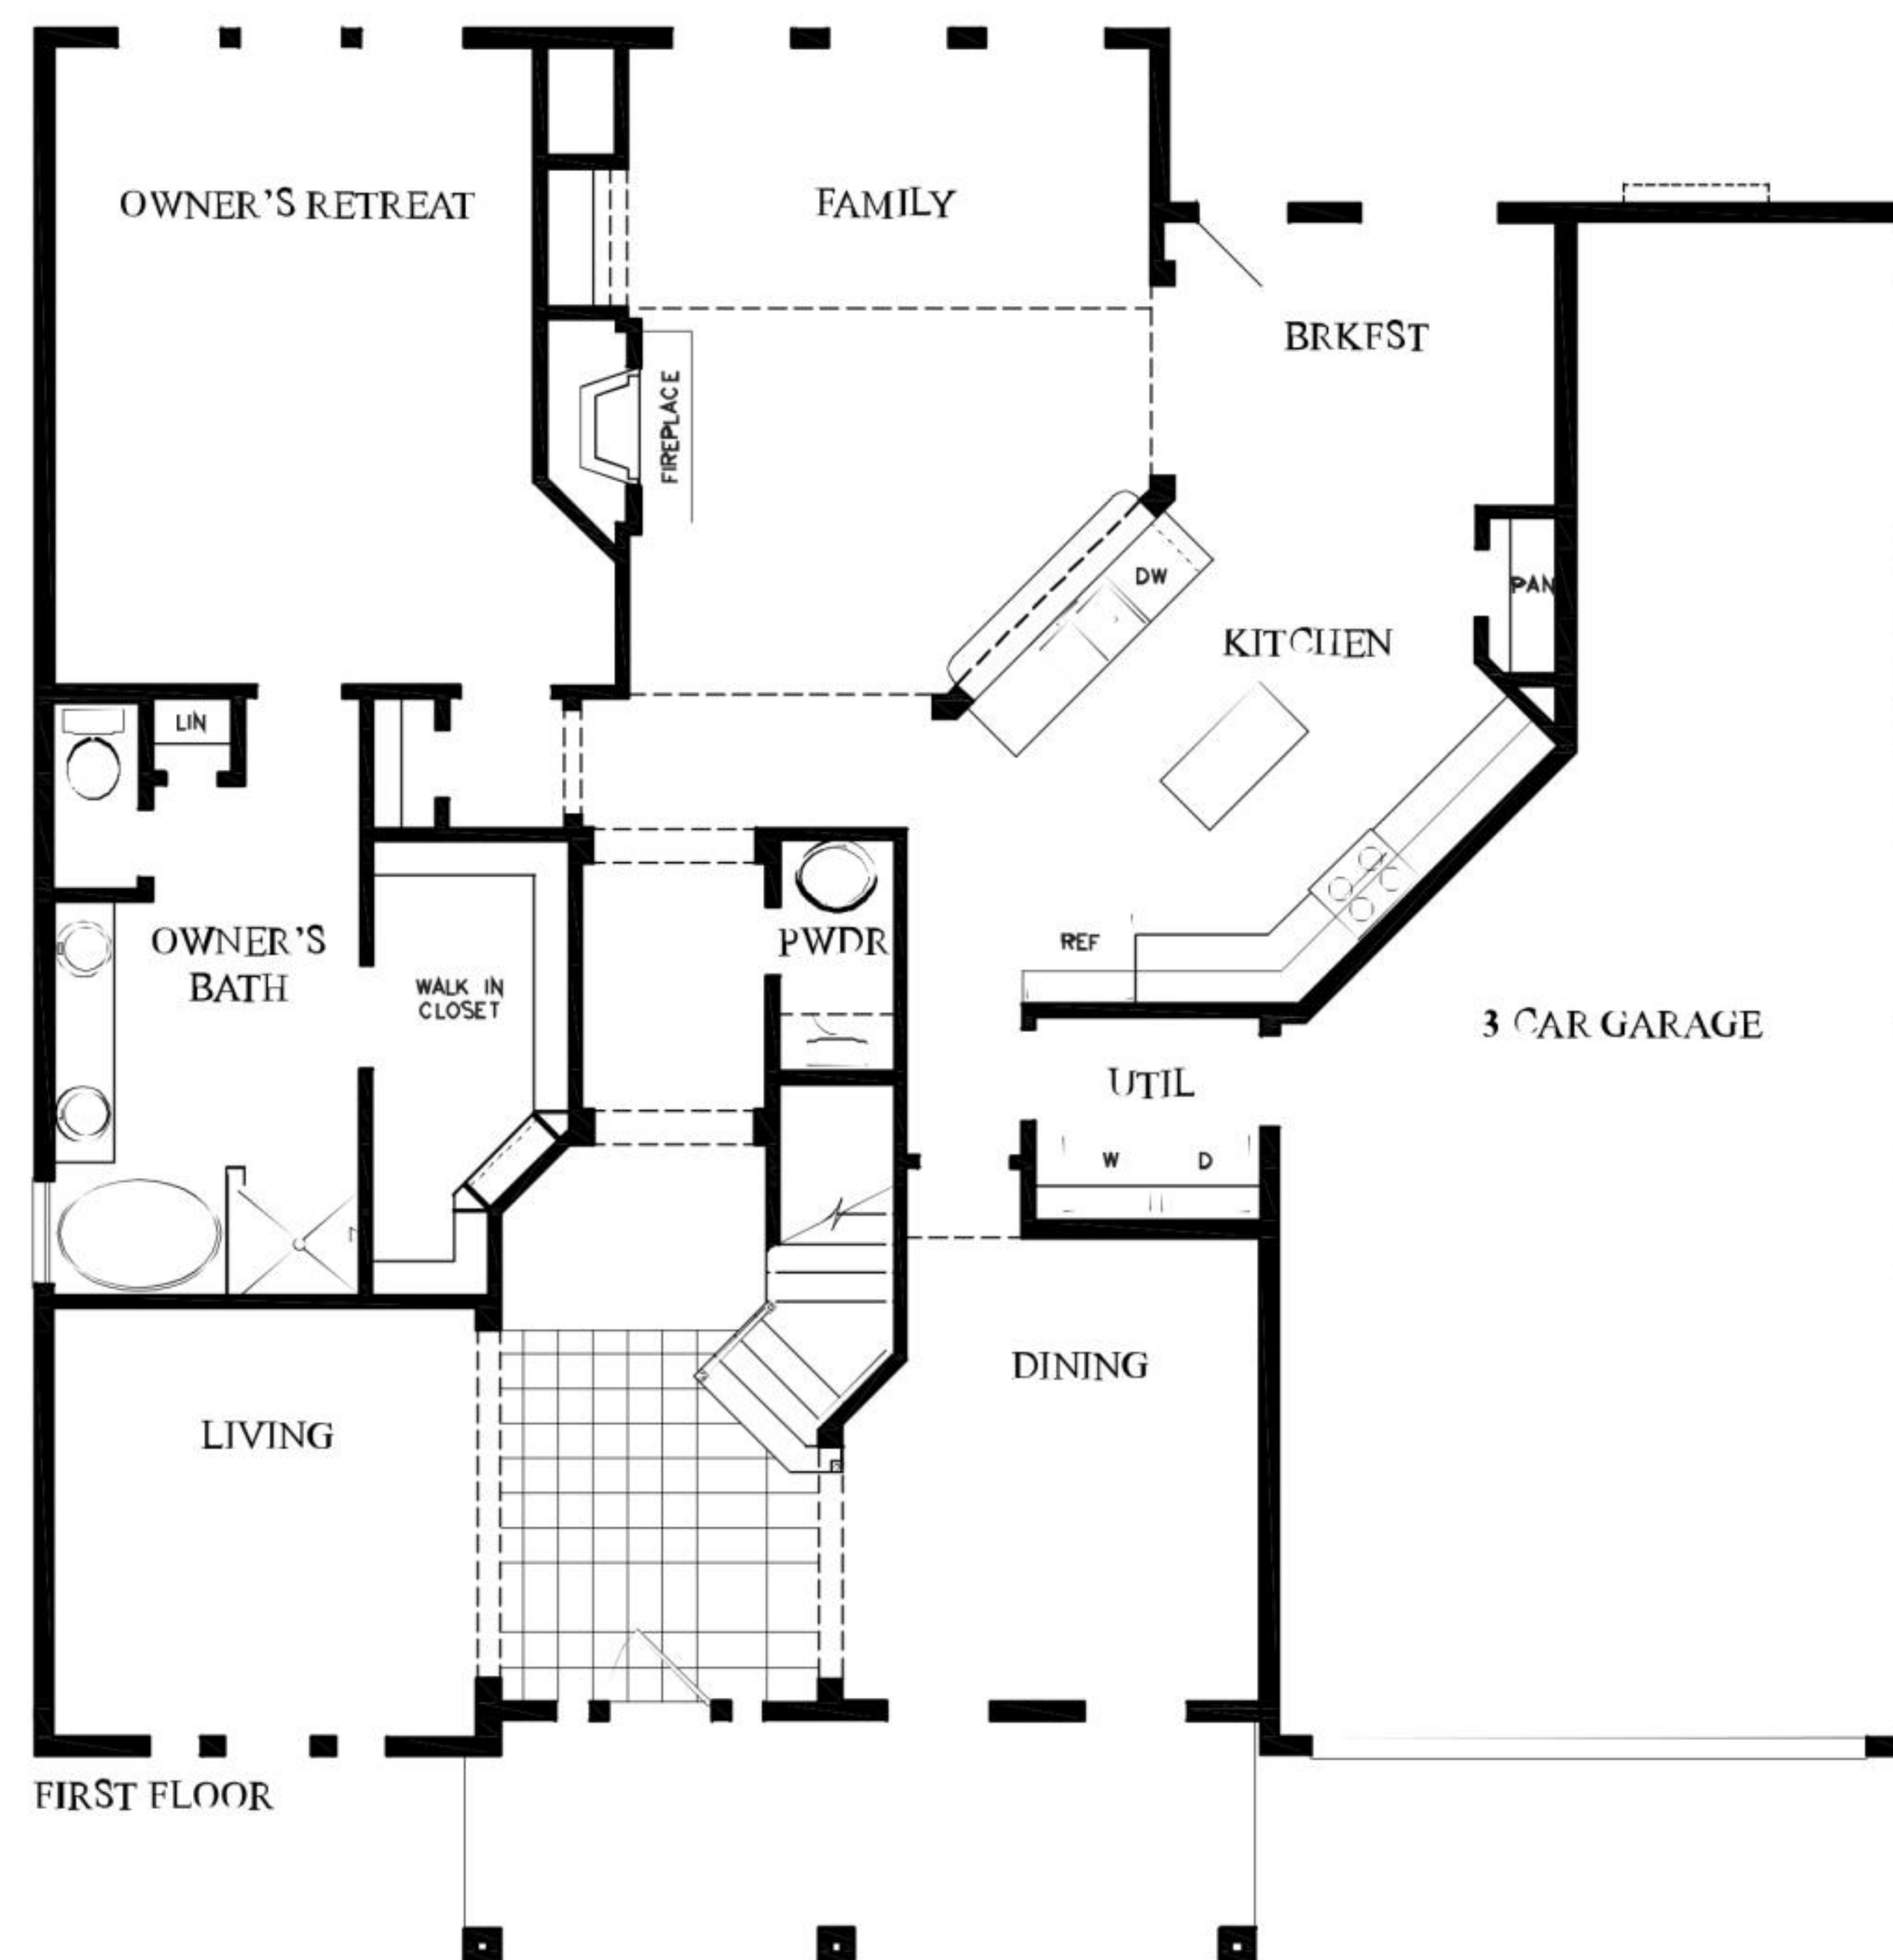 OWNER'S RETREAT
FAMILY
BRKFST
FIREPLACE
DW
PAN
KITCHEN
LIN
OWNER'S
BATH
WALK IN
CLOSET
PWDR
REF
3 CAR GARAGE
UTIL
W D
DINING
LIVING
FIRST FLOOR